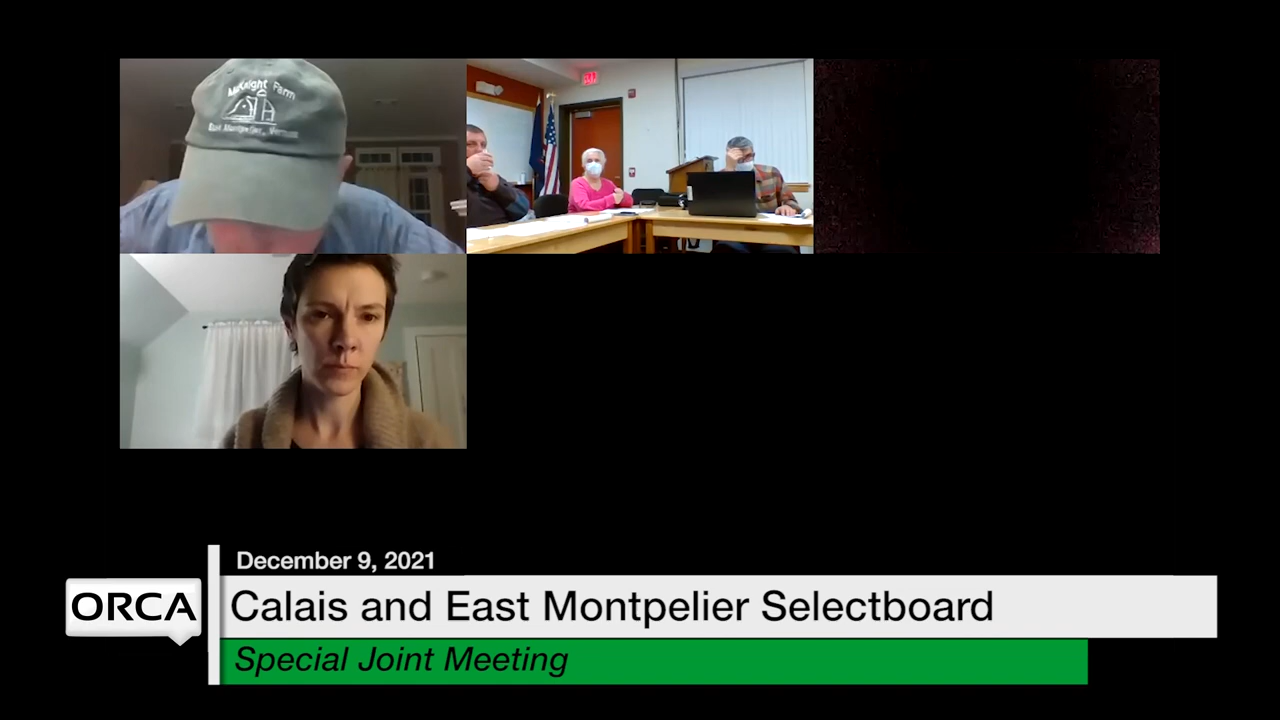 McKnight Farm
East Montpelier, Vermont
December 9, 2021
ORCA
Calais and East Montpelier Selectboard
Special Joint Meeting